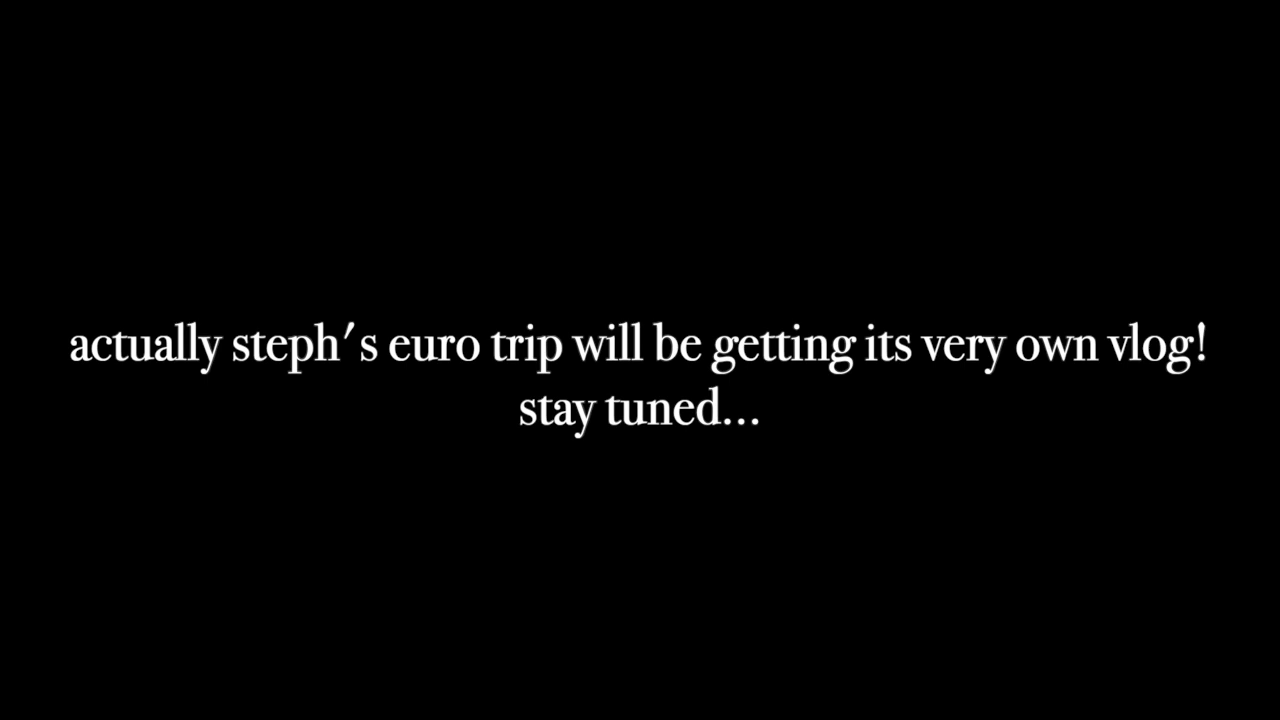 actually steph's euro trip will be getting its very own vlog!
stay tuned...